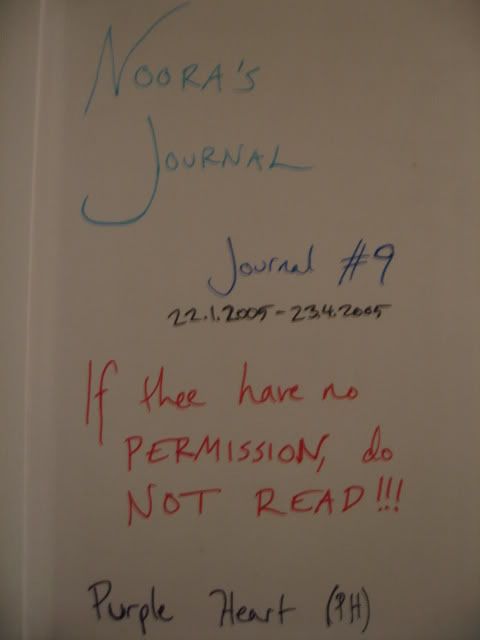 NOORA'S
JOURNAL
Journal #9
22.1.2005 - 23.4.2005
If thee have no
PERMISSION, do
NOT READ!!!
Purple Heart (PH)